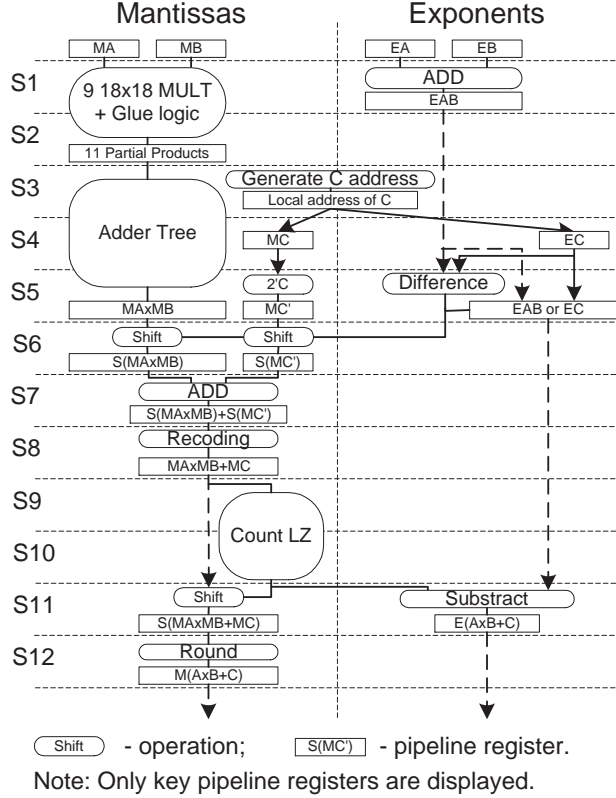 Mantissas
Exponents
MA
MB
EA
EB
S1
9 18x18 MULT
+ Glue logic
ADD
EAB
S2
11 Partial Products
S3
Generate C address
Local address of C
Adder Tree
S4
MC
EC
S5
2'C
Difference
MAxMB
MC'
EAB or EC
S6
Shift
Shift
S(MAxMB)
S(MC')
S7
ADD
S(MAxMB)+S(MC')
S8
Recoding
MAxMB+MC
S9
Count LZ
S10
S11
Shift
Substract
S(MAxMB+MC)
E(AxB+C)
S12
Round
M(AxB+C)
Shift - operation; S(MC') - pipeline register.
Note: Only key pipeline registers are displayed.